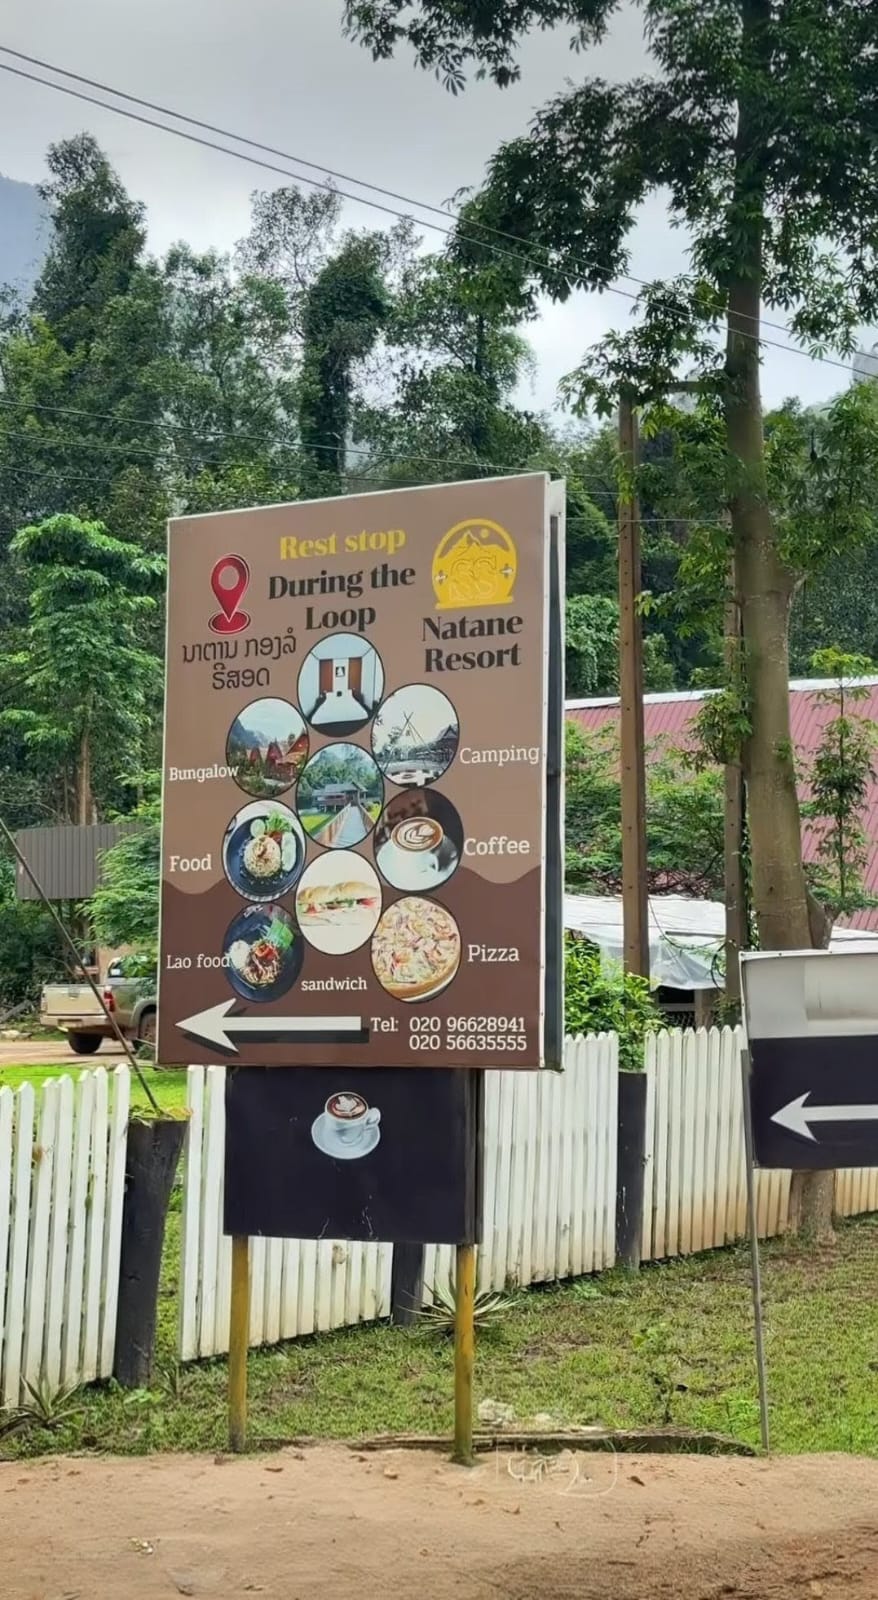 Rest stop
During the
Loop
Natane
Resort
ນາຕານ ກອງລໍ
ຣີສອດ
Bungalow
Camping
Food
Coffee
Lao food
sandwich
Pizza
Tel: 020 96628941
020 56635555